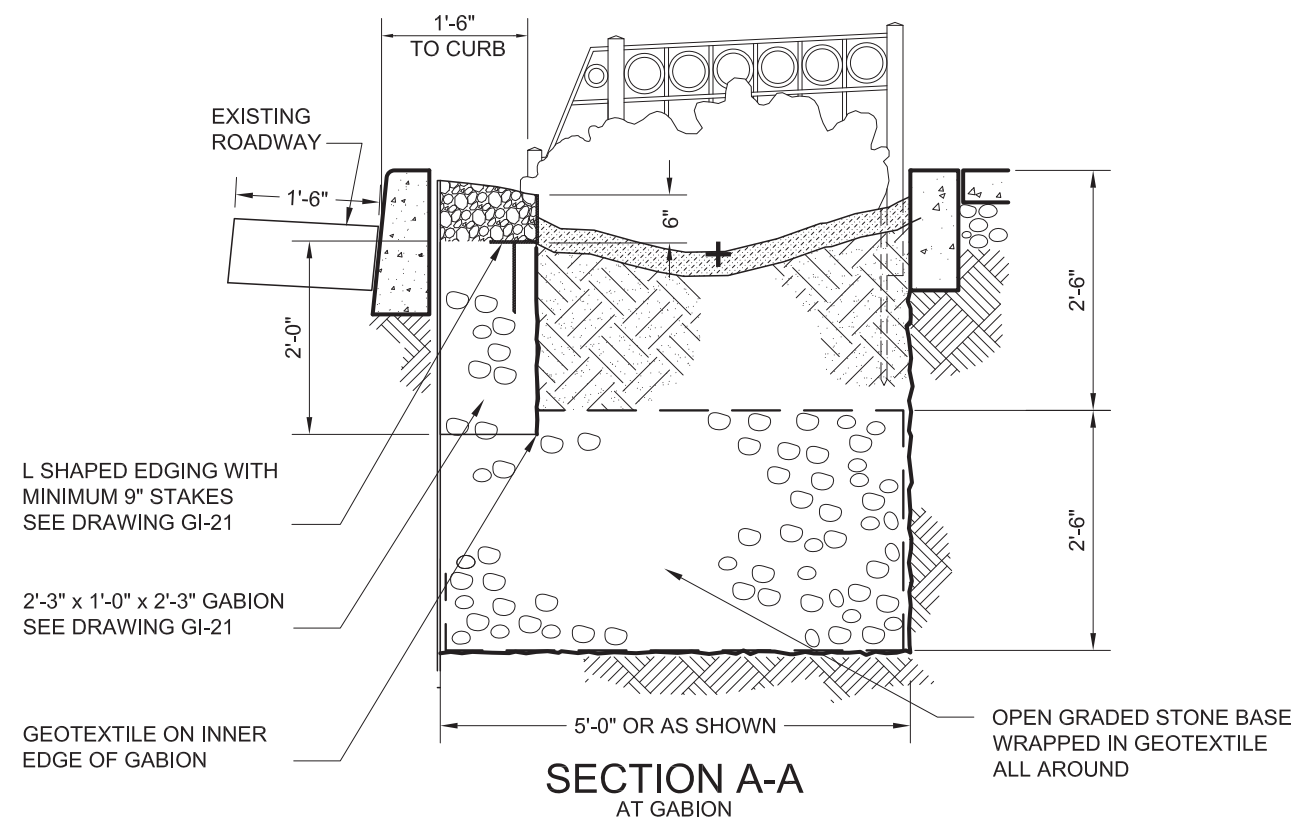 1'-6"
TO CURB
EXISTING
ROADWAY
1'-6"
6"
2'-0"
2'-6"
2'-6"
L SHAPED EDGING WITH
MINIMUM 9" STAKES
SEE DRAWING GI-21
2'-3" x 1'-0" x 2'-3" GABION
SEE DRAWING GI-21
GEOTEXTILE ON INNER
EDGE OF GABION
5'-0" OR AS SHOWN
OPEN GRADED STONE BASE
WRAPPED IN GEOTEXTILE
ALL AROUND
SECTION A-A
AT GABION